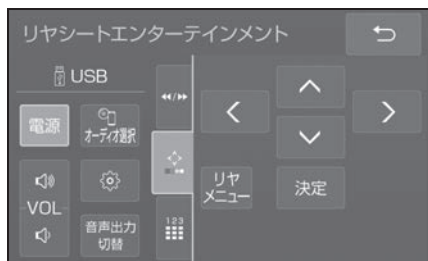 リヤシートエンターテインメント
USB
電源
オーディオ選択
VOL
音声出力
切替
123
リヤ
メニュー
決定